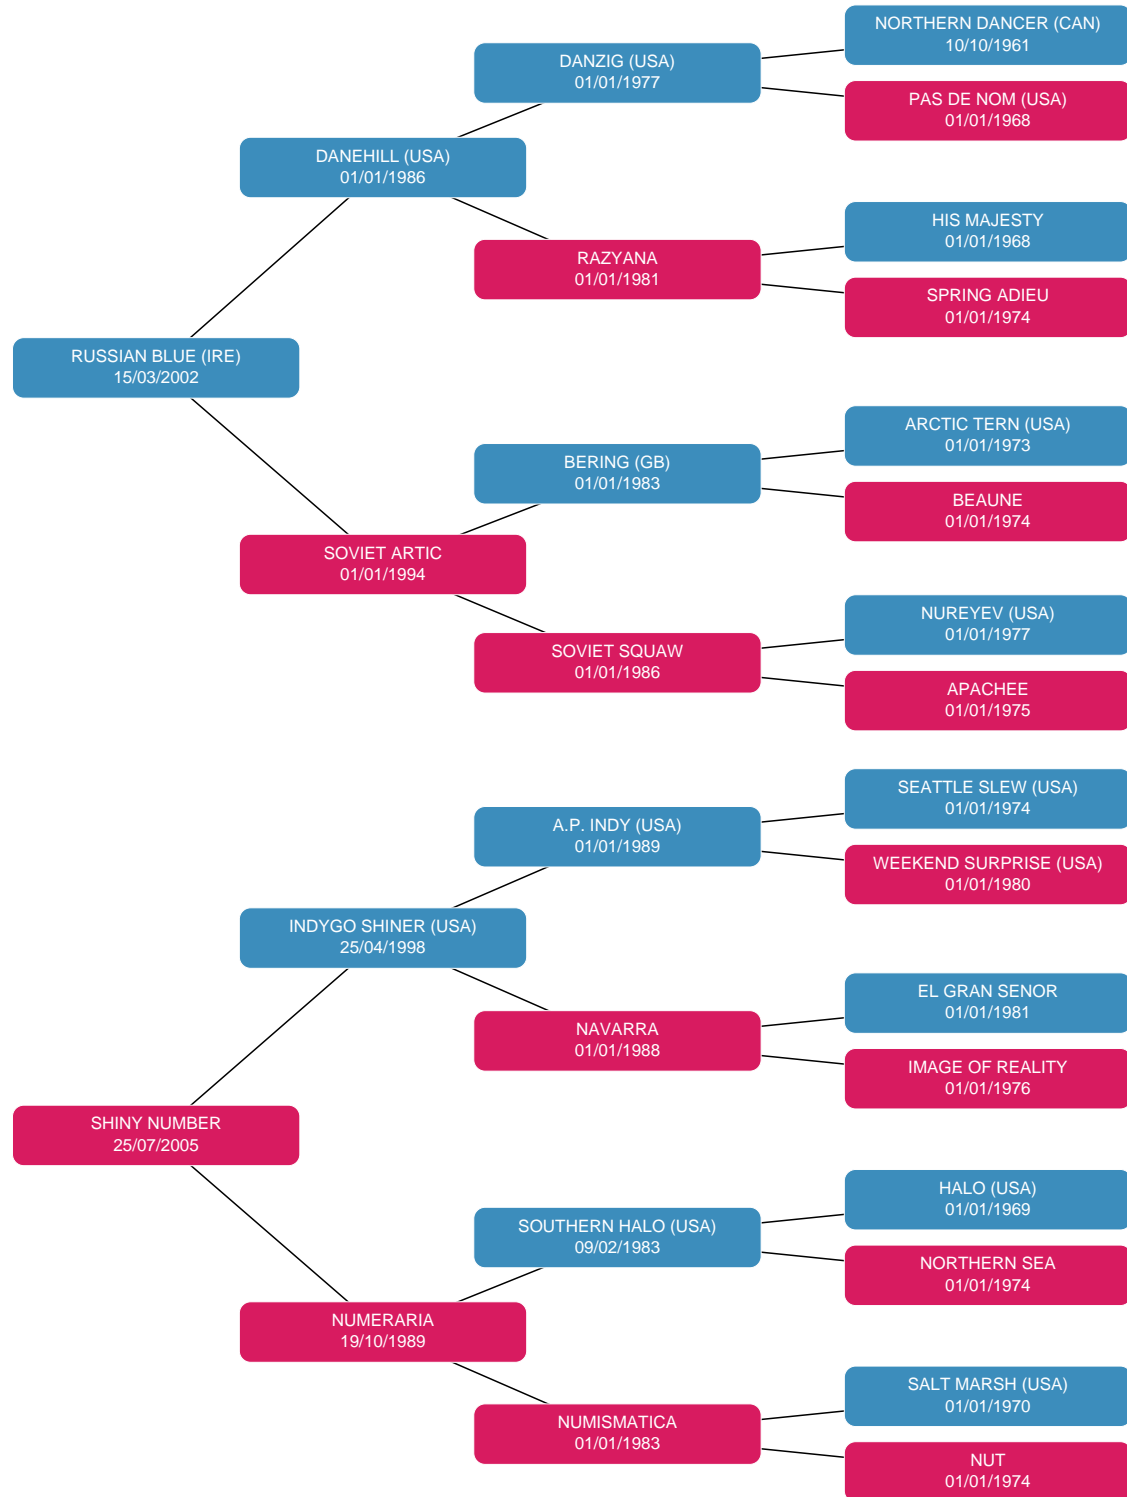 NORTHERN DANCER (CAN)
10/10/1961
DANZIG (USA)
01/01/1977
PAS DE NOM (USA)
01/01/1968
DANEHILL (USA)
01/01/1986
HIS MAJESTY
01/01/1968
RAZYANA
01/01/1981
SPRING ADIEU
01/01/1974
RUSSIAN BLUE (IRE)
15/03/2002
ARCTIC TERN (USA)
01/01/1973
BERING (GB)
01/01/1983
BEAUNE
01/01/1974
SOVIET ARTIC
01/01/1994
NUREYEV (USA)
01/01/1977
SOVIET SQUAW
01/01/1986
APACHEE
01/01/1975
SEATTLE SLEW (USA)
01/01/1974
A.P. INDY (USA)
01/01/1989
WEEKEND SURPRISE (USA)
01/01/1980
INDYGO SHINER (USA)
25/04/1998
EL GRAN SENOR
01/01/1981
NAVARRA
01/01/1988
IMAGE OF REALITY
01/01/1976
SHINY NUMBER
25/07/2005
HALO (USA)
01/01/1969
SOUTHERN HALO (USA)
09/02/1983
NORTHERN SEA
01/01/1974
NUMERARIA
19/10/1989
SALT MARSH (USA)
01/01/1970
NUMISMATICA
01/01/1983
NUT
01/01/1974